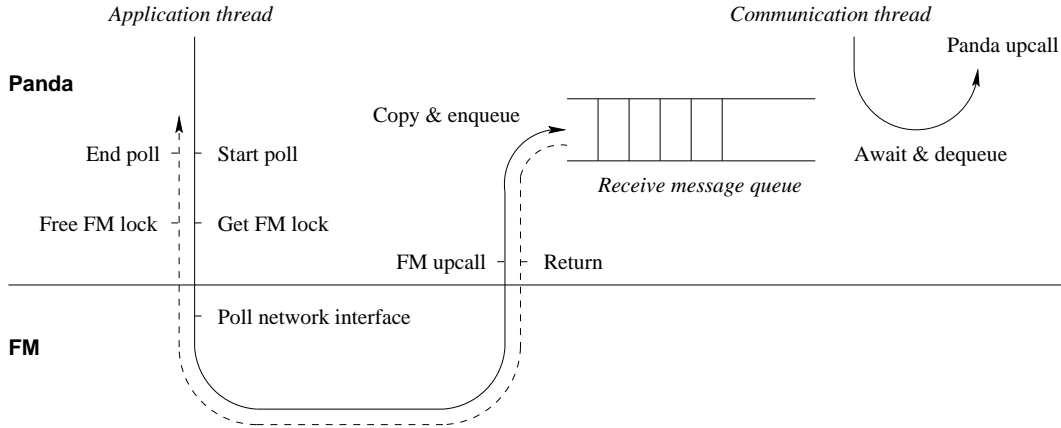 Application thread
Communication thread
Panda upcall
Panda
Copy & enqueue
End poll
Start poll
Await & dequeue
Receive message queue
Free FM lock
Get FM lock
FM upcall
Return
Poll network interface
FM